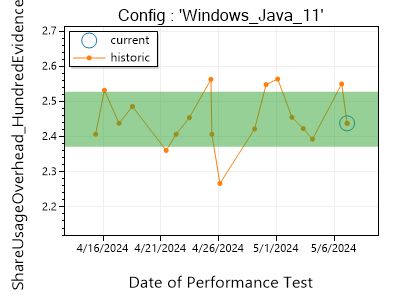 Config : 'Windows_Java_11'
ShareUsageOverhead_HundredEvidence
2.7
2.6
2.5
2.4
2.3
2.2
current
historic
4/16/2024
4/21/2024
4/26/2024
5/1/2024
5/6/2024
Date of Performance Test